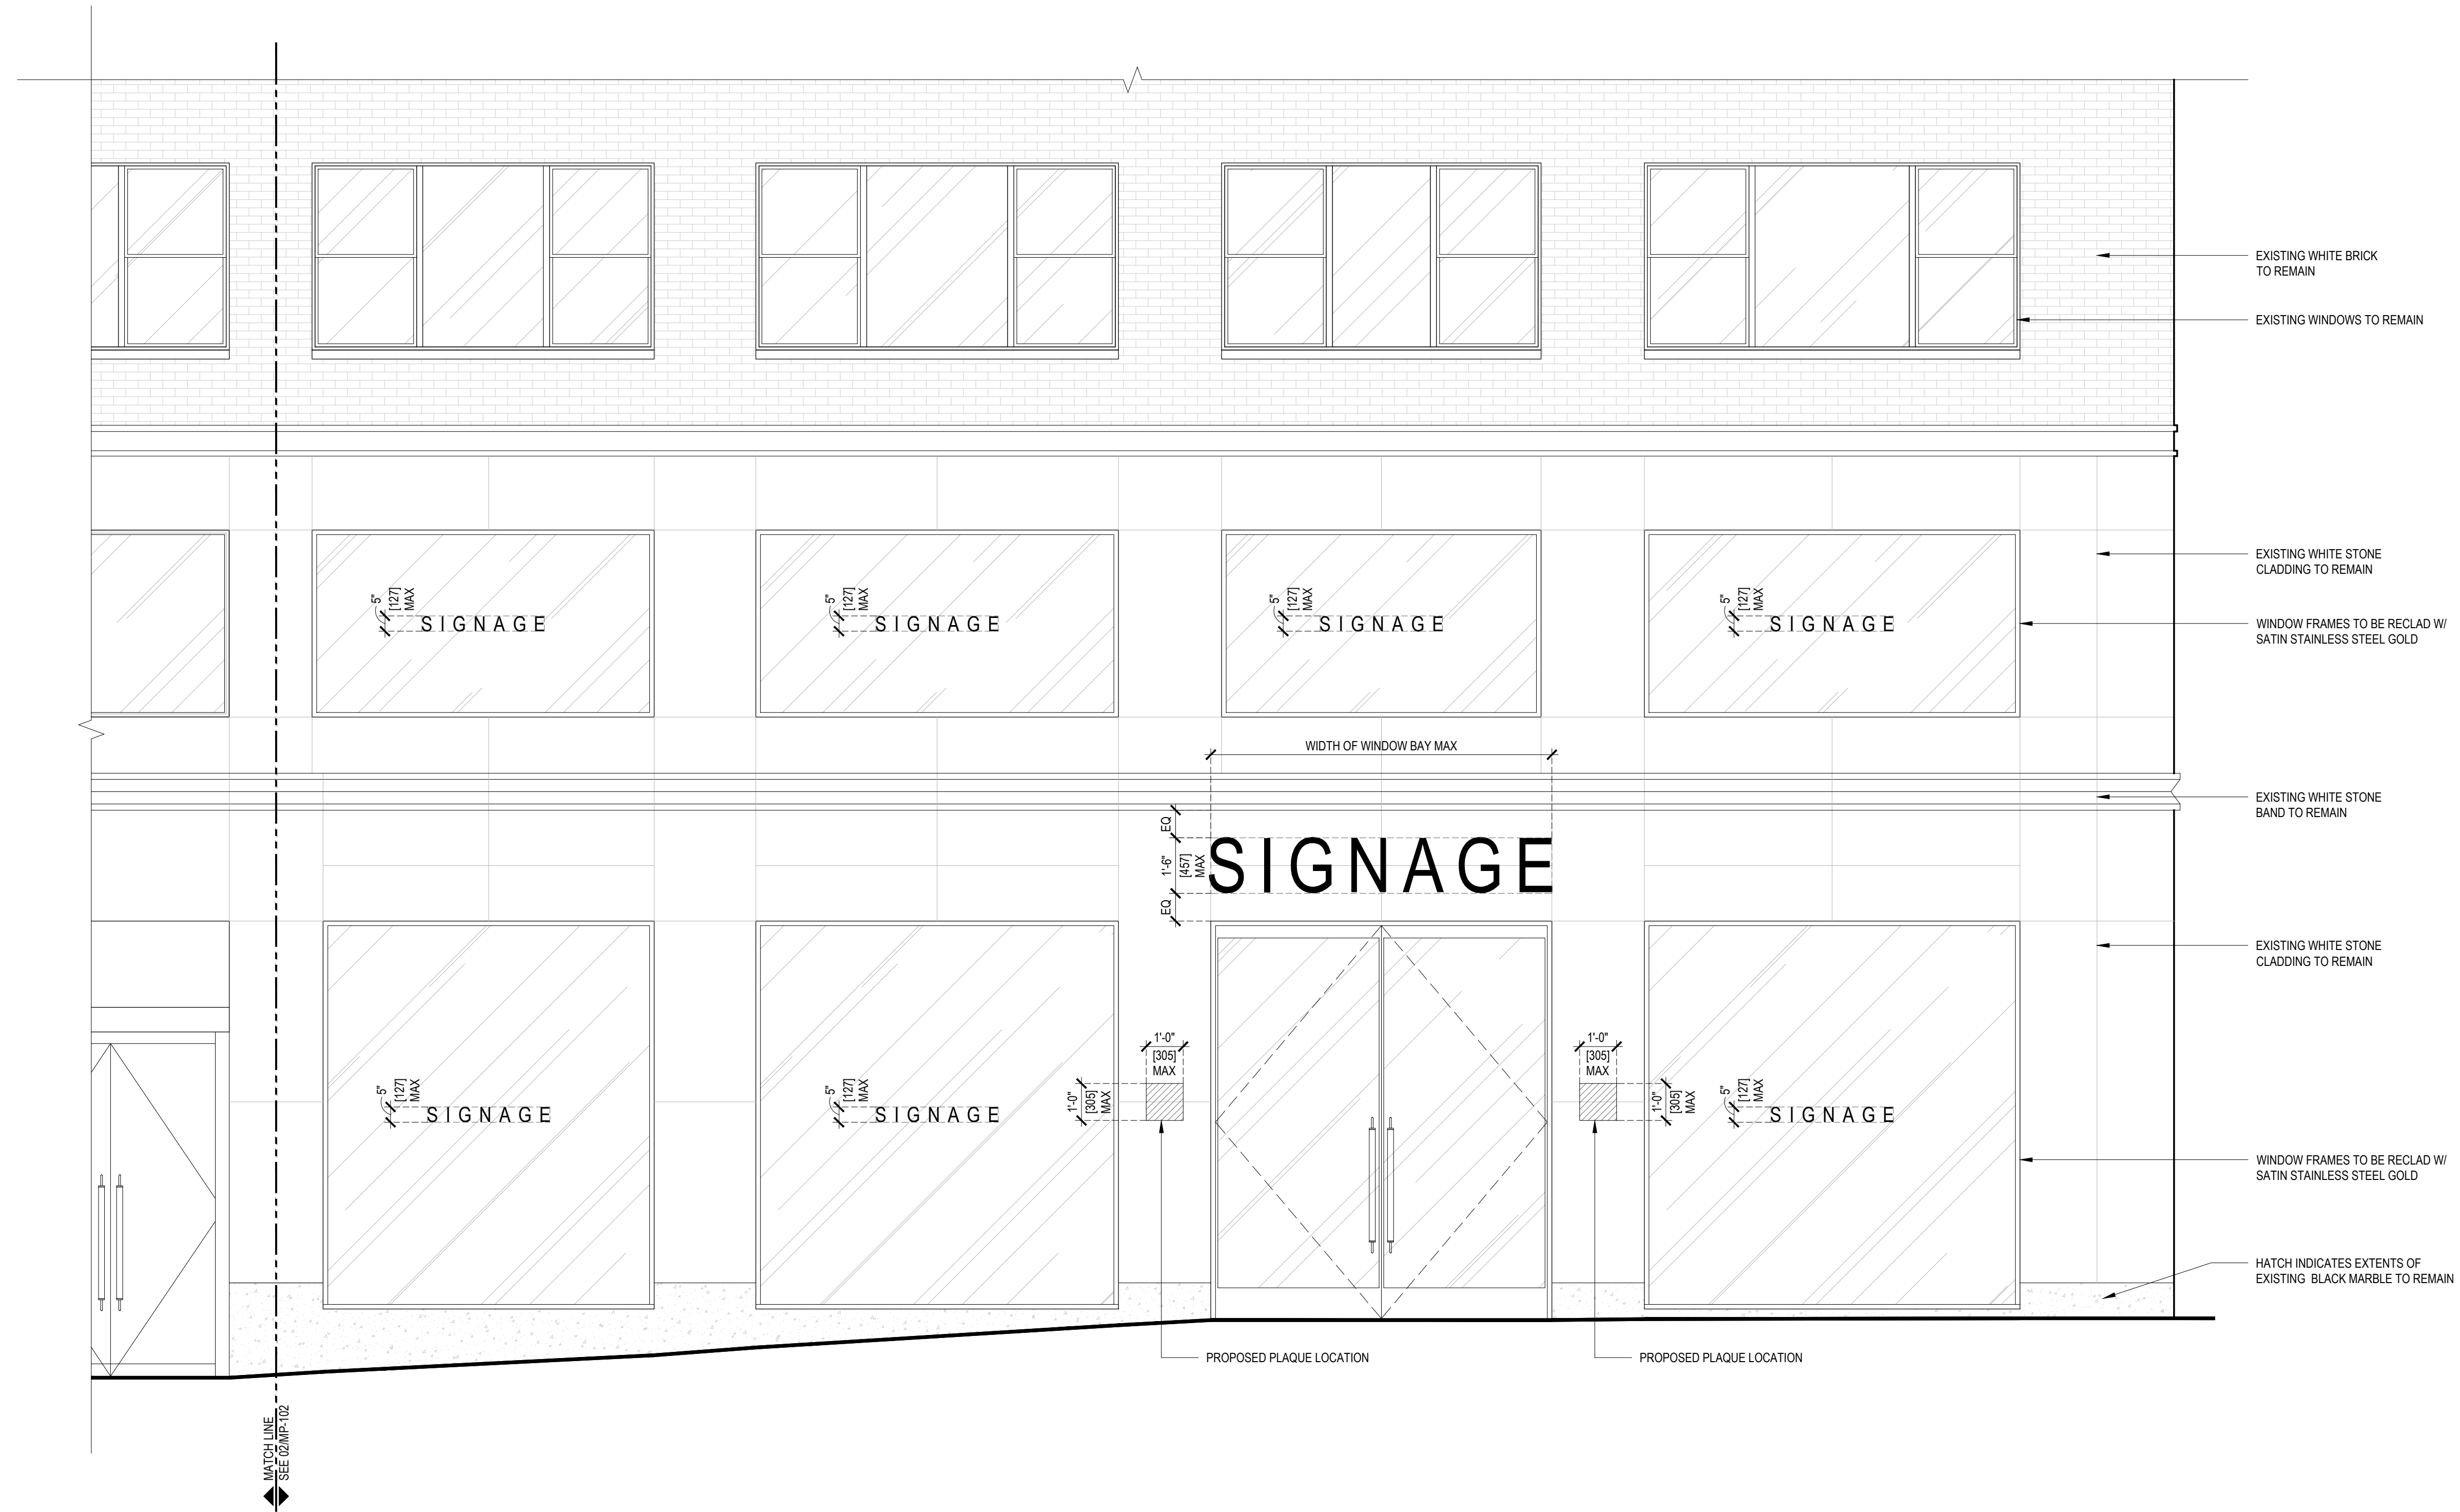 EXISTING WHITE BRICK
TO REMAIN
EXISTING WINDOWS TO REMAIN
EXISTING WHITE STONE
CLADDING TO REMAIN
5"
[127]
MAX
SIGNAGE
5"
[127]
MAX
SIGNAGE
5"
[127]
MAX
SIGNAGE
5"
[127]
MAX
SIGNAGE
WINDOW FRAMES TO BE RECLAD W/
SATIN STAINLESS STEEL GOLD
WIDTH OF WINDOW BAY MAX
EXISTING WHITE STONE
BAND TO REMAIN
EQ
1'-6"
[457]
MAX
EQ
SIGNAGE
EXISTING WHITE STONE
CLADDING TO REMAIN
5"
[127]
MAX
SIGNAGE
5"
[127]
MAX
SIGNAGE
1'-0"
[305]
MAX
1'-0"
[305]
MAX
1'-0"
[305]
MAX
1'-0"
[305]
MAX
5"
[127]
MAX
SIGNAGE
WINDOW FRAMES TO BE RECLAD W/
SATIN STAINLESS STEEL GOLD
HATCH INDICATES EXTENTS OF
EXISTING BLACK MARBLE TO REMAIN
PROPOSED PLAQUE LOCATION
PROPOSED PLAQUE LOCATION
MATCH LINE
SEE 02/MP-102